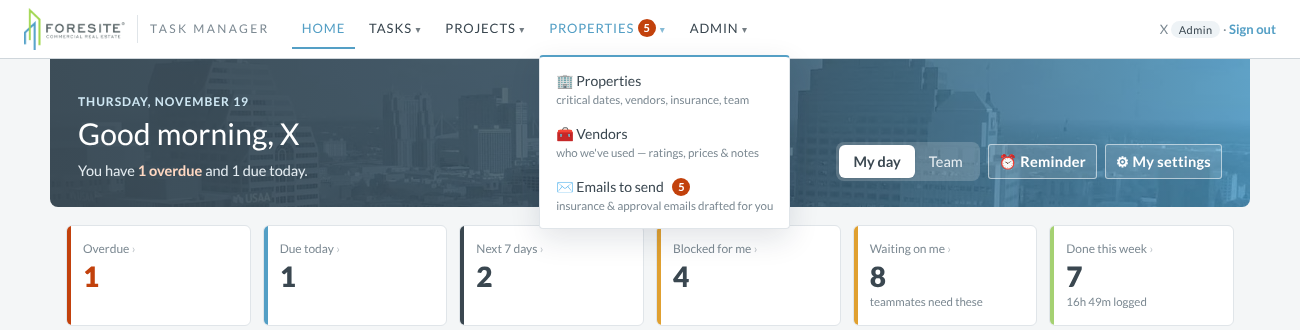 FORESITE
COMMERCIAL REAL ESTATE
TASK MANAGER
HOME
TASKS ▾
PROJECTS ▾
PROPERTIES 5 ▾
ADMIN ▾
X Admin · Sign out
🏢 Properties
critical dates, vendors, insurance, team
🧰 Vendors
who we've used — ratings, prices & notes
✉️ Emails to send 5
insurance & approval emails drafted for you
THURSDAY, NOVEMBER 19
Good morning, X
You have 1 overdue and 1 due today.
My day
Team
⏰ Reminder
⚙ My settings
Overdue ›
1
Due today ›
1
Next 7 days ›
2
Blocked for me ›
4
Waiting on me ›
8
teammates need these
Done this week ›
7
16h 49m logged